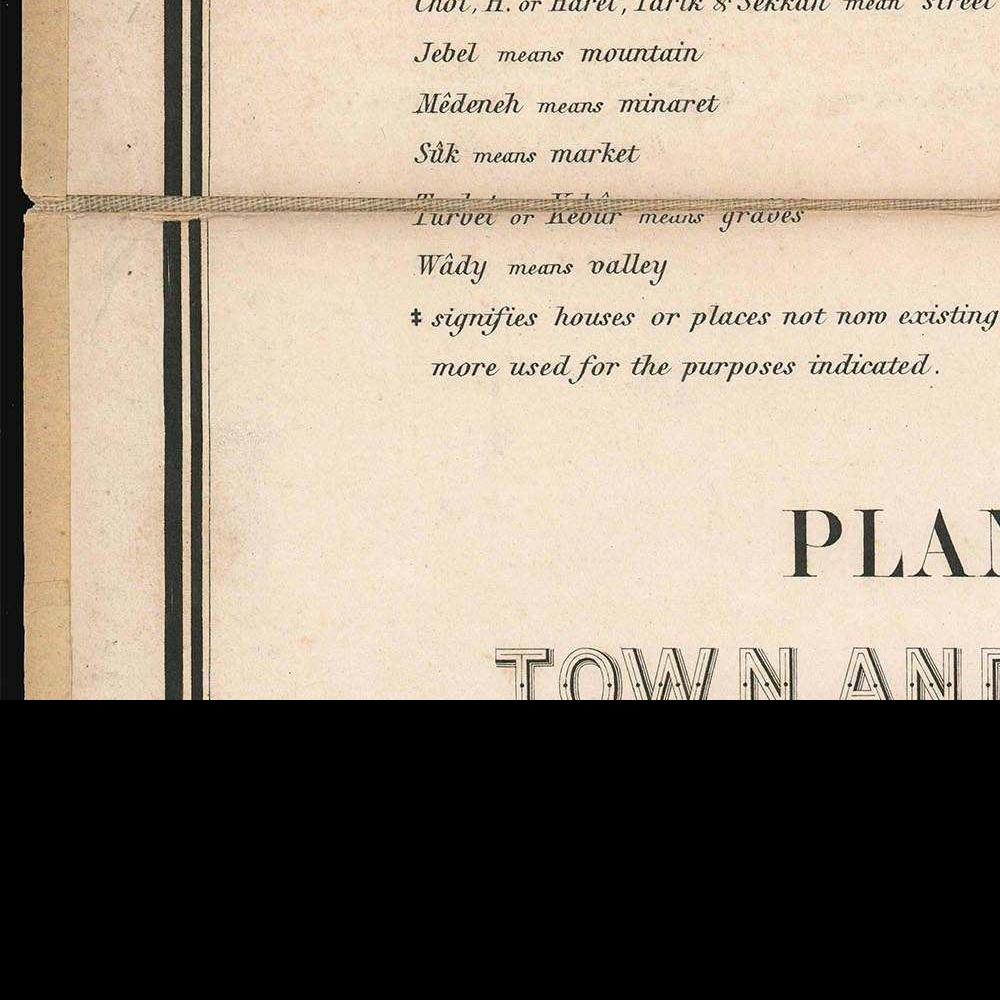 Chot, H. or Haret, Tarîk & Sekkah mean street
Jebel means mountain
Mêdeneh means minaret
Sûk means market
Turbet or Kebûr means graves
Wâdy means valley
‡ signifies houses or places not now existing
more used for the purposes indicated.
PLAN
TOWN AND